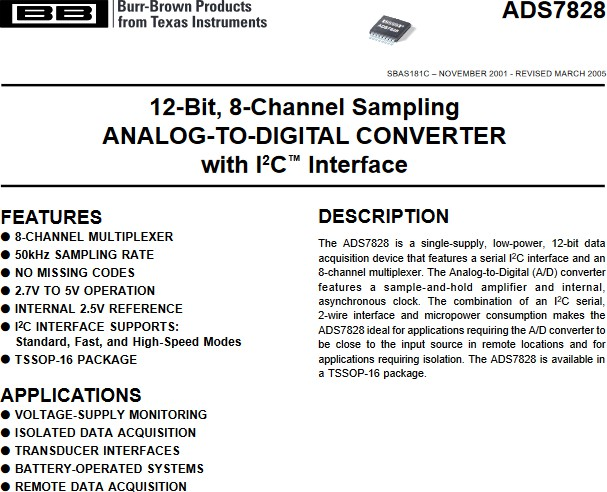 BB
Burr-Brown Products
from Texas Instruments
ADS7828
ADS7828
SBAS181C – NOVEMBER 2001 - REVISED MARCH 2005
12-Bit, 8-Channel Sampling
ANALOG-TO-DIGITAL CONVERTER
with I²C™ Interface
FEATURES
● 8-CHANNEL MULTIPLEXER
● 50kHz SAMPLING RATE
● NO MISSING CODES
● 2.7V TO 5V OPERATION
● INTERNAL 2.5V REFERENCE
● I²C INTERFACE SUPPORTS:
Standard, Fast, and High-Speed Modes
● TSSOP-16 PACKAGE
APPLICATIONS
● VOLTAGE-SUPPLY MONITORING
● ISOLATED DATA ACQUISITION
● TRANSDUCER INTERFACES
● BATTERY-OPERATED SYSTEMS
● REMOTE DATA ACQUISITION
DESCRIPTION
The ADS7828 is a single-supply, low-power, 12-bit data
acquisition device that features a serial I²C interface and an
8-channel multiplexer. The Analog-to-Digital (A/D) converter
features a sample-and-hold amplifier and internal,
asynchronous clock. The combination of an I²C serial,
2-wire interface and micropower consumption makes the
ADS7828 ideal for applications requiring the A/D converter to
be close to the input source in remote locations and for
applications requiring isolation. The ADS7828 is available in
a TSSOP-16 package.